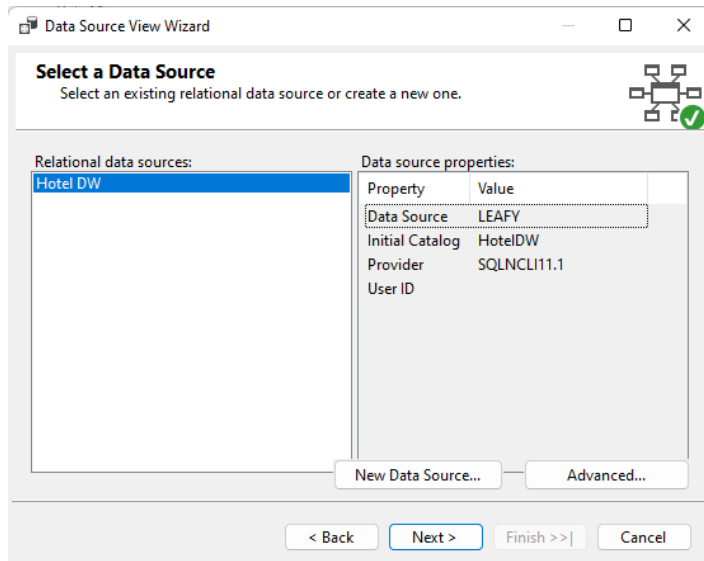 Data Source View Wizard
Select a Data Source
Select an existing relational data source or create a new one.
Relational data sources:
Hotel DW
Data source properties:
Property Value
Data Source LEAFY
Initial Catalog HotelDW
Provider SQLNCLI11.1
User ID
New Data Source... Advanced...
< Back Next > Finish >>| Cancel